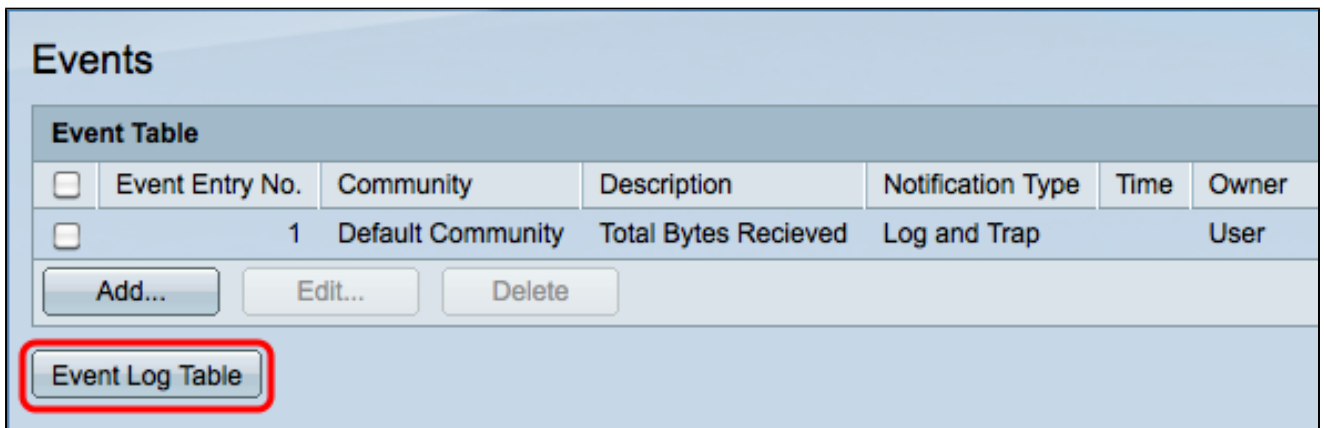 Events
Event Table
Event Entry No. Community Description Notification Type Time Owner
1 Default Community Total Bytes Recieved Log and Trap User
Add... Edit... Delete
Event Log Table